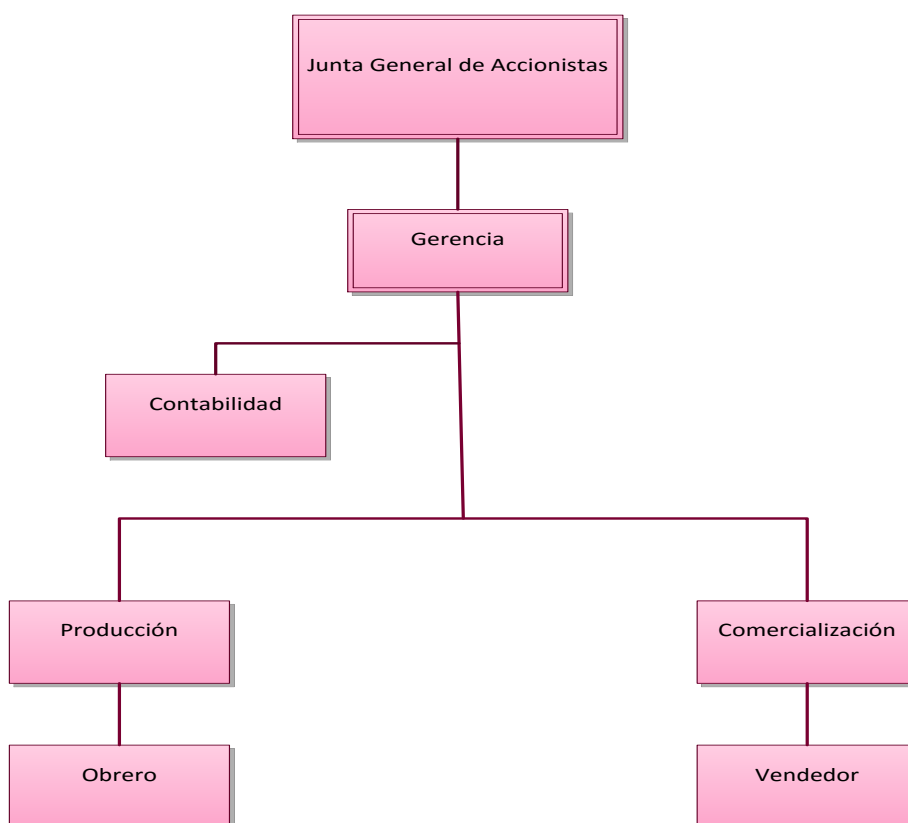 Junta General de Accionistas
Gerencia
Contabilidad
Producción
Comercialización
Obrero
Vendedor